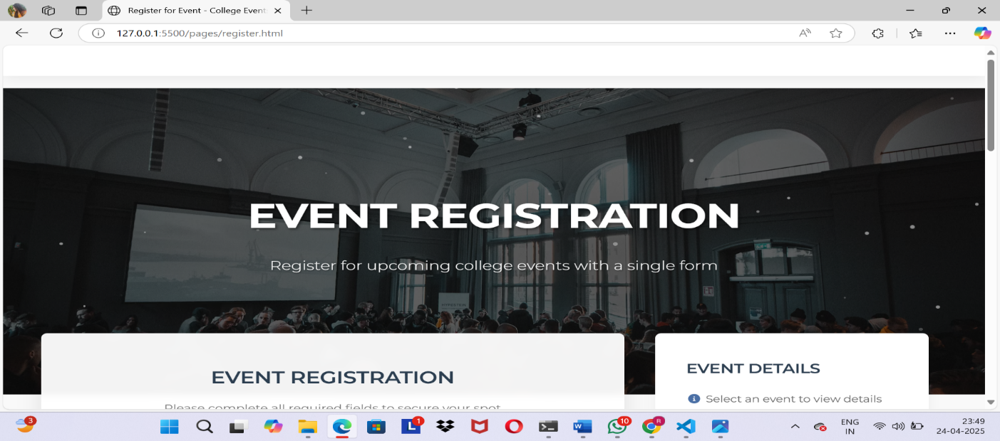 Register for Event - College Event
127.0.0.1:5500/pages/register.html
EVENT REGISTRATION
Register for upcoming college events with a single form
EVENT REGISTRATION
Please complete all required fields to secure your spot
EVENT DETAILS
Select an event to view details
3
1
10
R
ENG
IN
23:49
24-04-2025